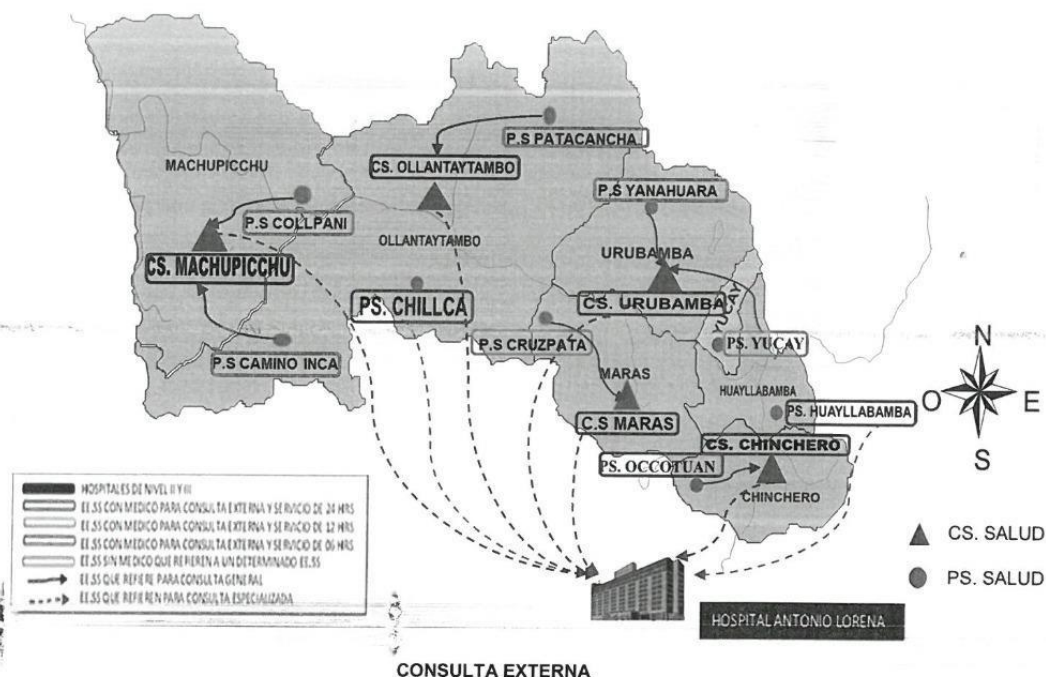 P.S PATACANCHA
CS. OLLANTAYTAMBO
MACHUPICCHU
P.S YANAHUARA
P.S COLLPANI
OLLANTAYTAMBO
URUBAMBA
CS. MACHUPICCHU
PS. CHILLCA
CS. URUBAMBA
YUCAY
P.S CRUZPATA
PS. YUCAY
P.S CAMINO INCA
MARAS
HUAYLLABAMBA
PS. HUAYLLABAMBA
C.S MARAS
CS. CHINCHERO
PS. OCCOTUAN
CHINCHERO
N
O
E
S
HOSPITALES DE NIVEL II Y III
EE.SS CON MEDICO PARA CONSULTA EXTERNA Y SERVICIO DE 24 HRS
EE.SS CON MEDICO PARA CONSULTA EXTERNA Y SERVICIO DE 12 HRS
EE.SS CON MEDICO PARA CONSULTA EXTERNA Y SERVICIO DE 06 HRS
EE.SS SIN MEDICO QUE REFIEREN A UN DETERMINADO EE.SS
EE.SS QUE REFIERE PARA CONSULTA GENERAL
EE.SS QUE REFIEREN PARA CONSULTA ESPECIALIZADA
CS. SALUD
PS. SALUD
HOSPITAL ANTONIO LORENA
CONSULTA EXTERNA